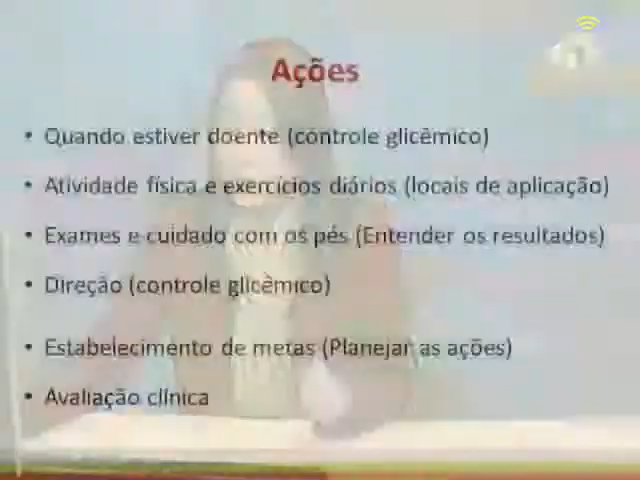 Ações
• Quando estiver doente (controle glicêmico)
• Atividade física e exercícios diários (locais de aplicação)
• Exames e cuidado com os pés (Entender os resultados)
• Direção (controle glicêmico)
• Estabelecimento de metas (Planejar as ações)
• Avaliação clínica